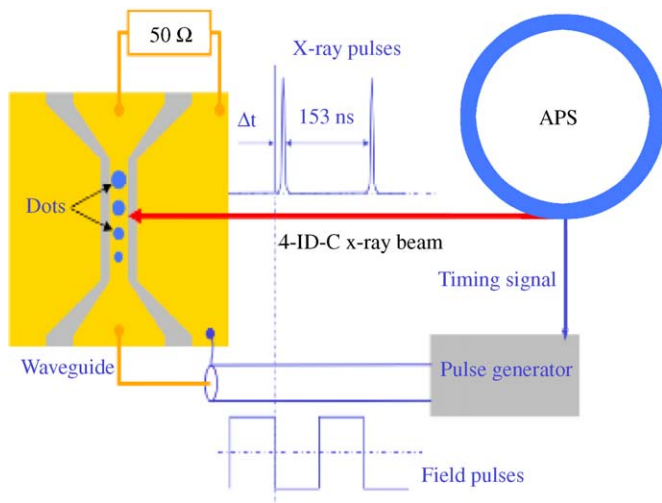 50 Ω
X-ray pulses
Δt
153 ns
APS
Dots
4-ID-C x-ray beam
Timing signal
Waveguide
Pulse generator
Field pulses